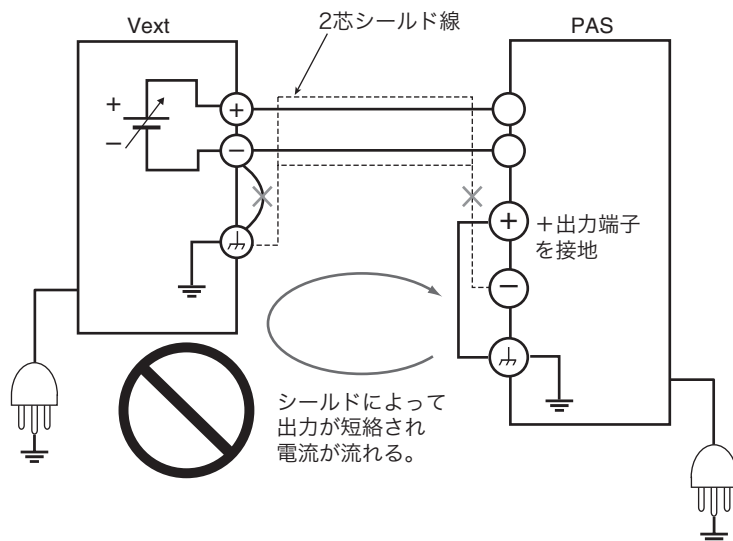 Vext
2芯シールド線
PAS
+
−
+
−
+
−
+出力端子
を接地
シールドによって
出力が短絡され
電流が流れる。